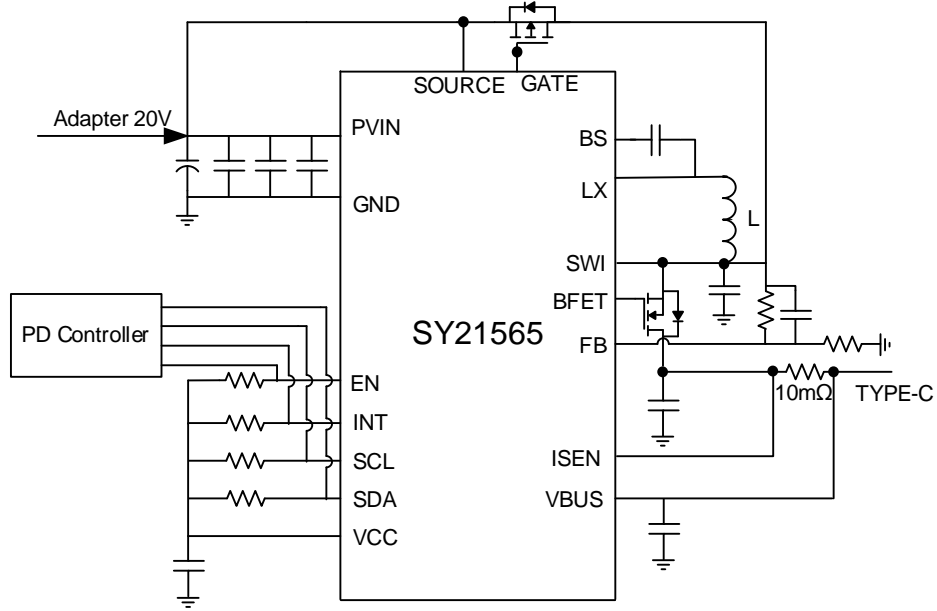 SOURCE GATE
Adapter 20V
PVIN
GND
BS
LX
L
SWI
BFET
FB
PD Controller
SY21565
EN
INT
SCL
SDA
VCC
10mΩ
TYPE-C
ISEN
VBUS